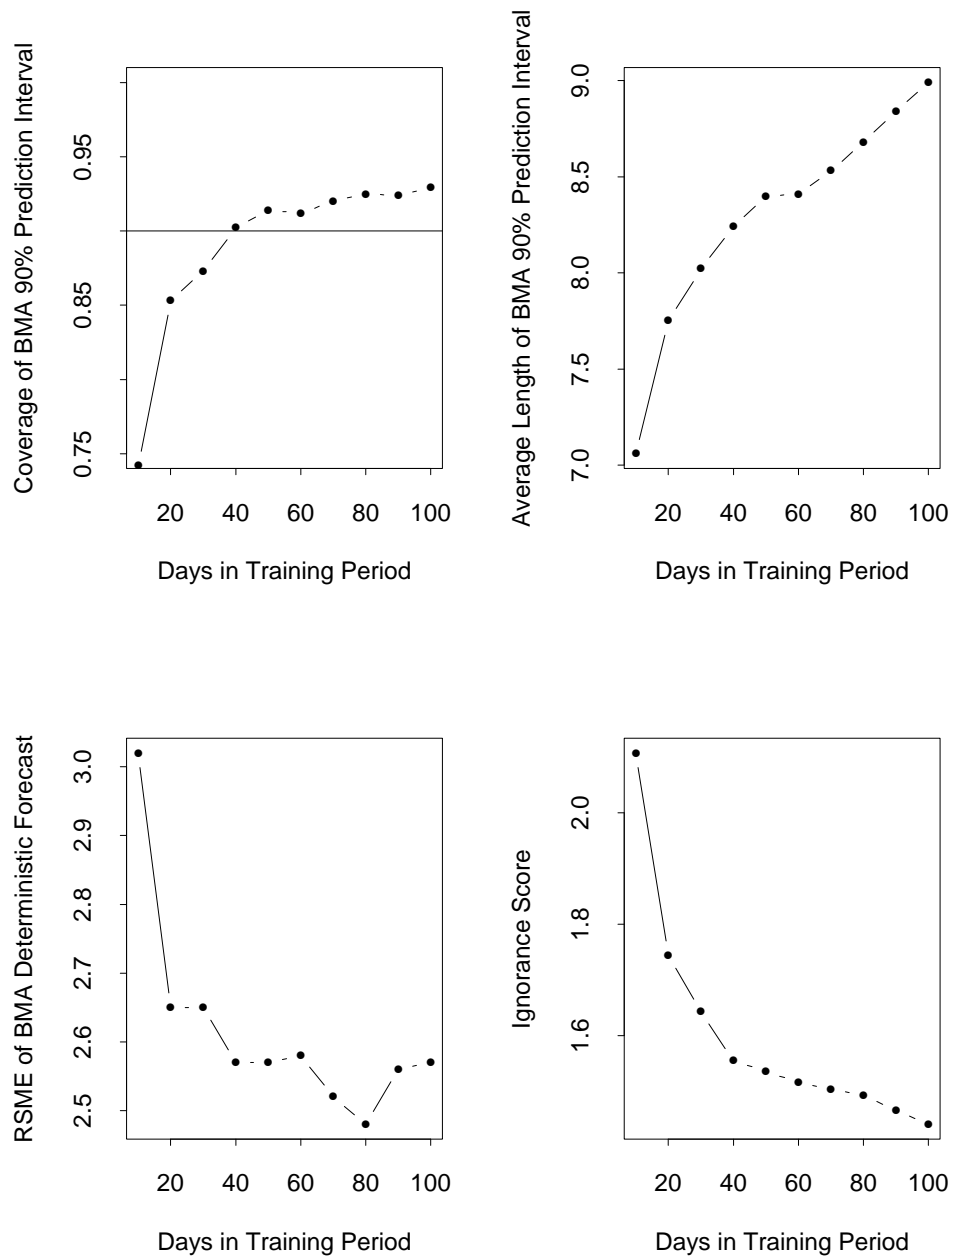 Coverage of BMA 90% Prediction Interval
0.75
0.85
0.95
20 40 60 80 100
Days in Training Period
Average Length of BMA 90% Prediction Interval
7.0
7.5
8.0
8.5
9.0
20 40 60 80 100
Days in Training Period
RSME of BMA Deterministic Forecast
2.5
2.6
2.7
2.8
2.9
3.0
20 40 60 80 100
Days in Training Period
Ignorance Score
1.6
1.8
2.0
20 40 60 80 100
Days in Training Period